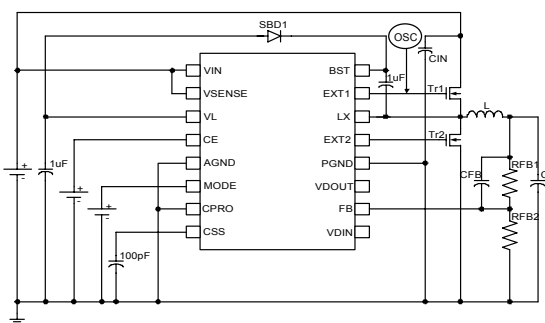 SBD1
OSC
CIN
VIN
BST
1uF
VSENSE
EXT1
Tr1
VL
LX
L
CE
EXT2
Tr2
AGND
PGND
1uF
+
-
+
-
+
-
MODE
VDOUT
CFB
RFB1
C
CPRO
FB
RFB2
CSS
VDIN
100pF